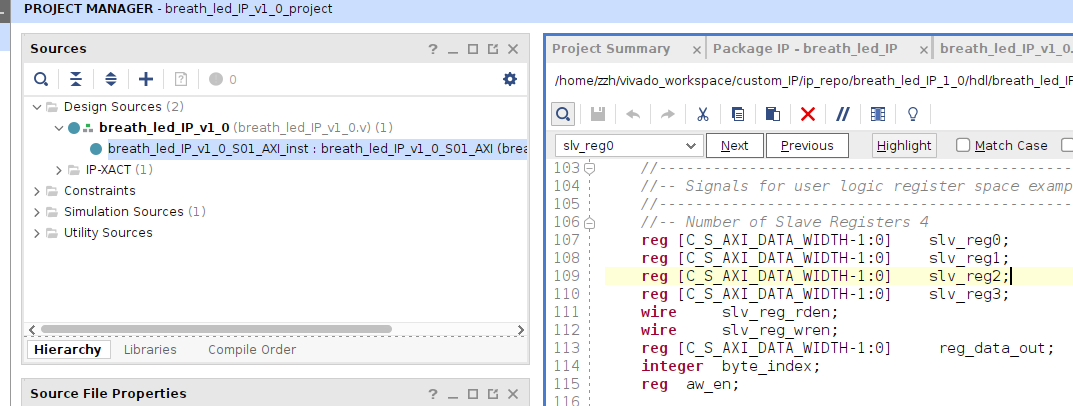 PROJECT MANAGER - breath_led_IP_v1_0_project
Sources
0
Design Sources (2)
breath_led_IP_v1_0 (breath_led_IP_v1_0.v) (1)
breath_led_IP_v1_0_S01_AXI_inst : breath_led_IP_v1_0_S01_AXI (brea
IP-XACT (1)
Constraints
Simulation Sources (1)
Utility Sources
Hierarchy Libraries Compile Order
Source File Properties
Project Summary Package IP - breath_led_IP breath_led_IP_v1_0.
/home/zzh/vivado_workspace/custom_IP/ip_repo/breath_led_IP_1_0/hdl/breath_led_IP
slv_reg0 Next Previous Highlight Match Case
103 //----------------------------------------------
104 //-- Signals for user logic register space examp
105 //----------------------------------------------
106 //-- Number of Slave Registers 4
107 reg [C_S_AXI_DATA_WIDTH-1:0] slv_reg0;
108 reg [C_S_AXI_DATA_WIDTH-1:0] slv_reg1;
109 reg [C_S_AXI_DATA_WIDTH-1:0] slv_reg2;
110 reg [C_S_AXI_DATA_WIDTH-1:0] slv_reg3;
111 wire slv_reg_rden;
112 wire slv_reg_wren;
113 reg [C_S_AXI_DATA_WIDTH-1:0] reg_data_out;
114 integer byte_index;
115 reg aw_en;
116